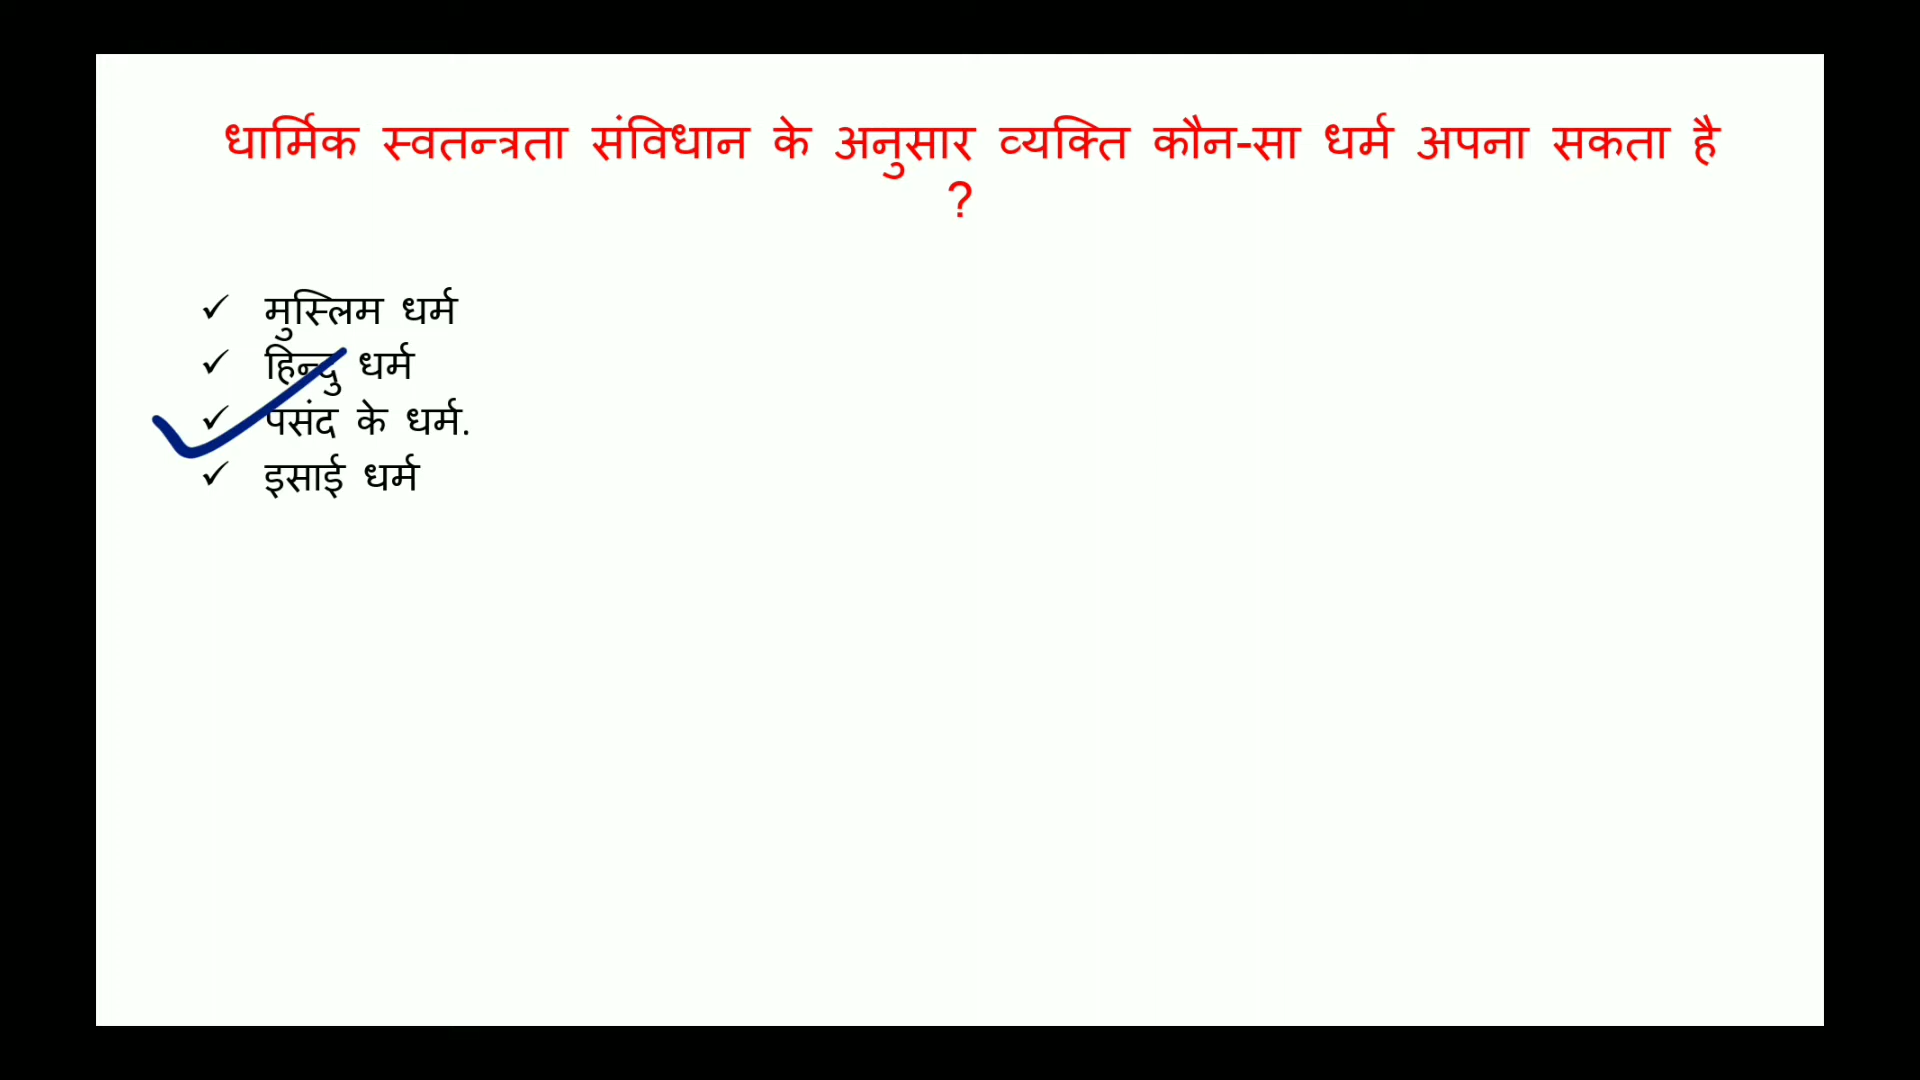 धार्मिक स्वतन्त्रता संविधान के अनुसार व्यक्ति कौन-सा धर्म अपना सकता है
?
✓ मुस्लिम धर्म
✓ हिन्दु धर्म
✓ पसंद के धर्म.
✓ इसाई धर्म